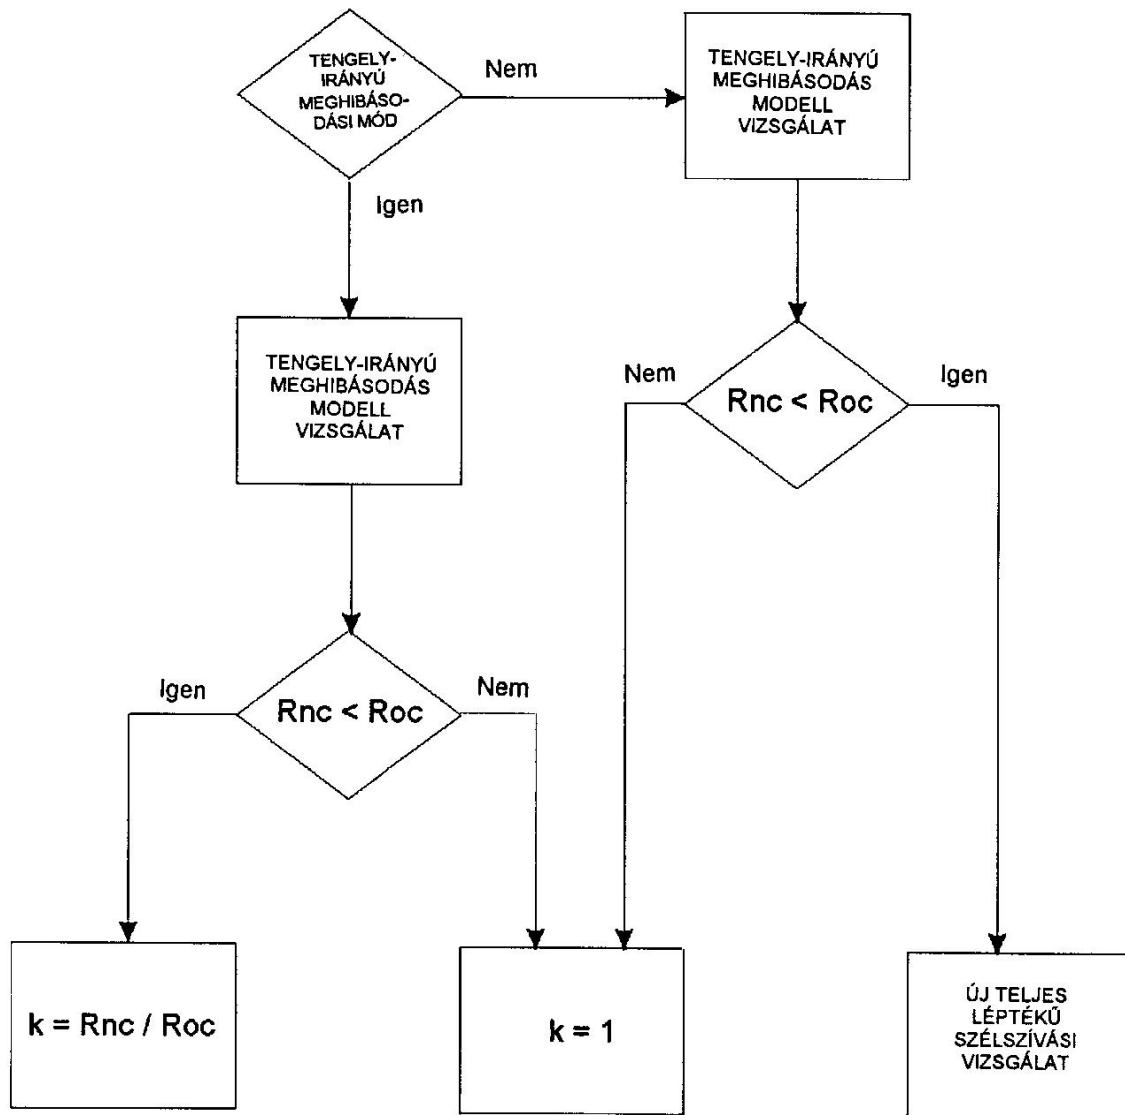 TENGELY-
IRÁNYÚ
MEGHIBÁSO-
DÁSI MÓD
Nem
TENGELY-IRÁNYÚ
MEGHIBÁSODÁS
MODELL
VIZSGÁLAT
Igen
TENGELY-IRÁNYÚ
MEGHIBÁSODÁS
MODELL
VIZSGÁLAT
Nem
Rnc < Roc
Igen
Igen
Rnc < Roc
Nem
k = Rnc / Roc
k = 1
ÚJ TELJES
LÉPTÉKŰ
SZÉLSZÍVÁSI
VIZSGÁLAT